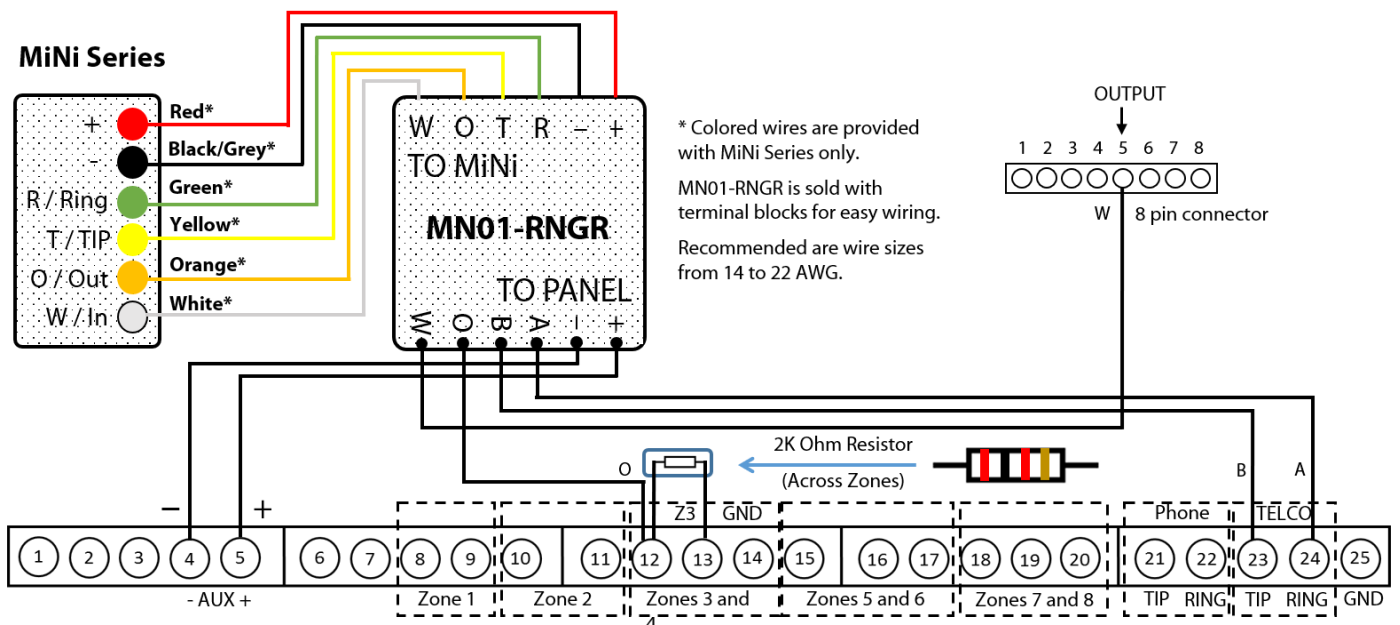 MiNi Series
+
Red*
-
Black/Grey*
R / Ring
Green*
T / TIP
Yellow*
O / Out
Orange*
W / In
White*
W O T R – +
TO MiNi
MN01-RNGR
TO PANEL
W O B A – +
* Colored wires are provided
with MiNi Series only.
MN01-RNGR is sold with
terminal blocks for easy wiring.
Recommended are wire sizes
from 14 to 22 AWG.
OUTPUT
1 2 3 4 5 6 7 8
W 8 pin connector
2K Ohm Resistor
(Across Zones)
O
B A
– +
Z3 GND
Phone TELCO
1 2 3 4 5 6 7 8 9 10 11 12 13 14 15 16 17 18 19 20 21 22 23 24 25
- AUX +
Zone 1
Zone 2
Zones 3 and
4
Zones 5 and 6
Zones 7 and 8
TIP RING TIP RING GND